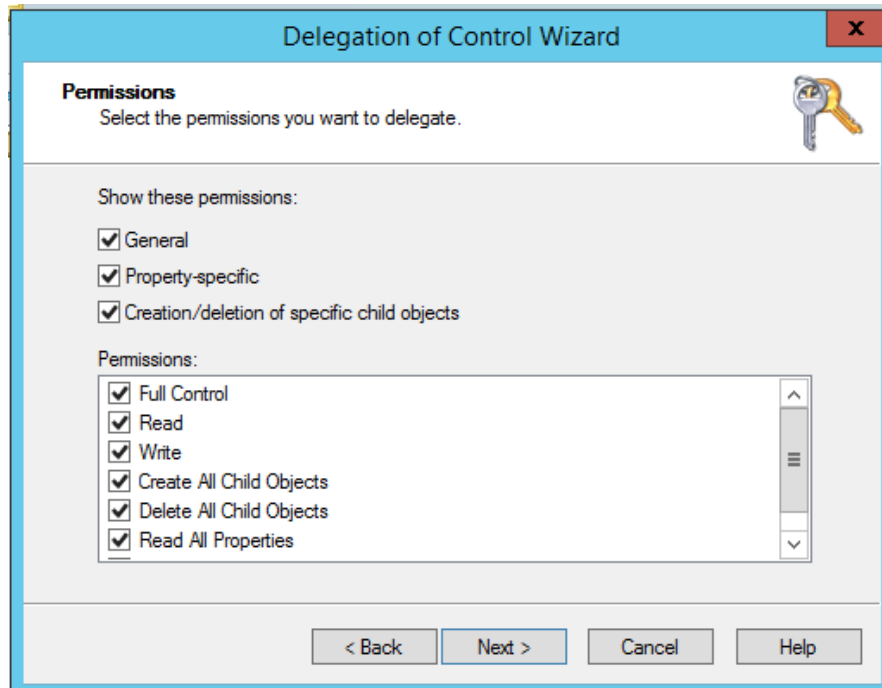 Delegation of Control Wizard
x
Permissions
Select the permissions you want to delegate.
Show these permissions:
General
Property-specific
Creation/deletion of specific child objects
Permissions:
Full Control
Read
Write
Create All Child Objects
Delete All Child Objects
Read All Properties
< Back Next > Cancel Help